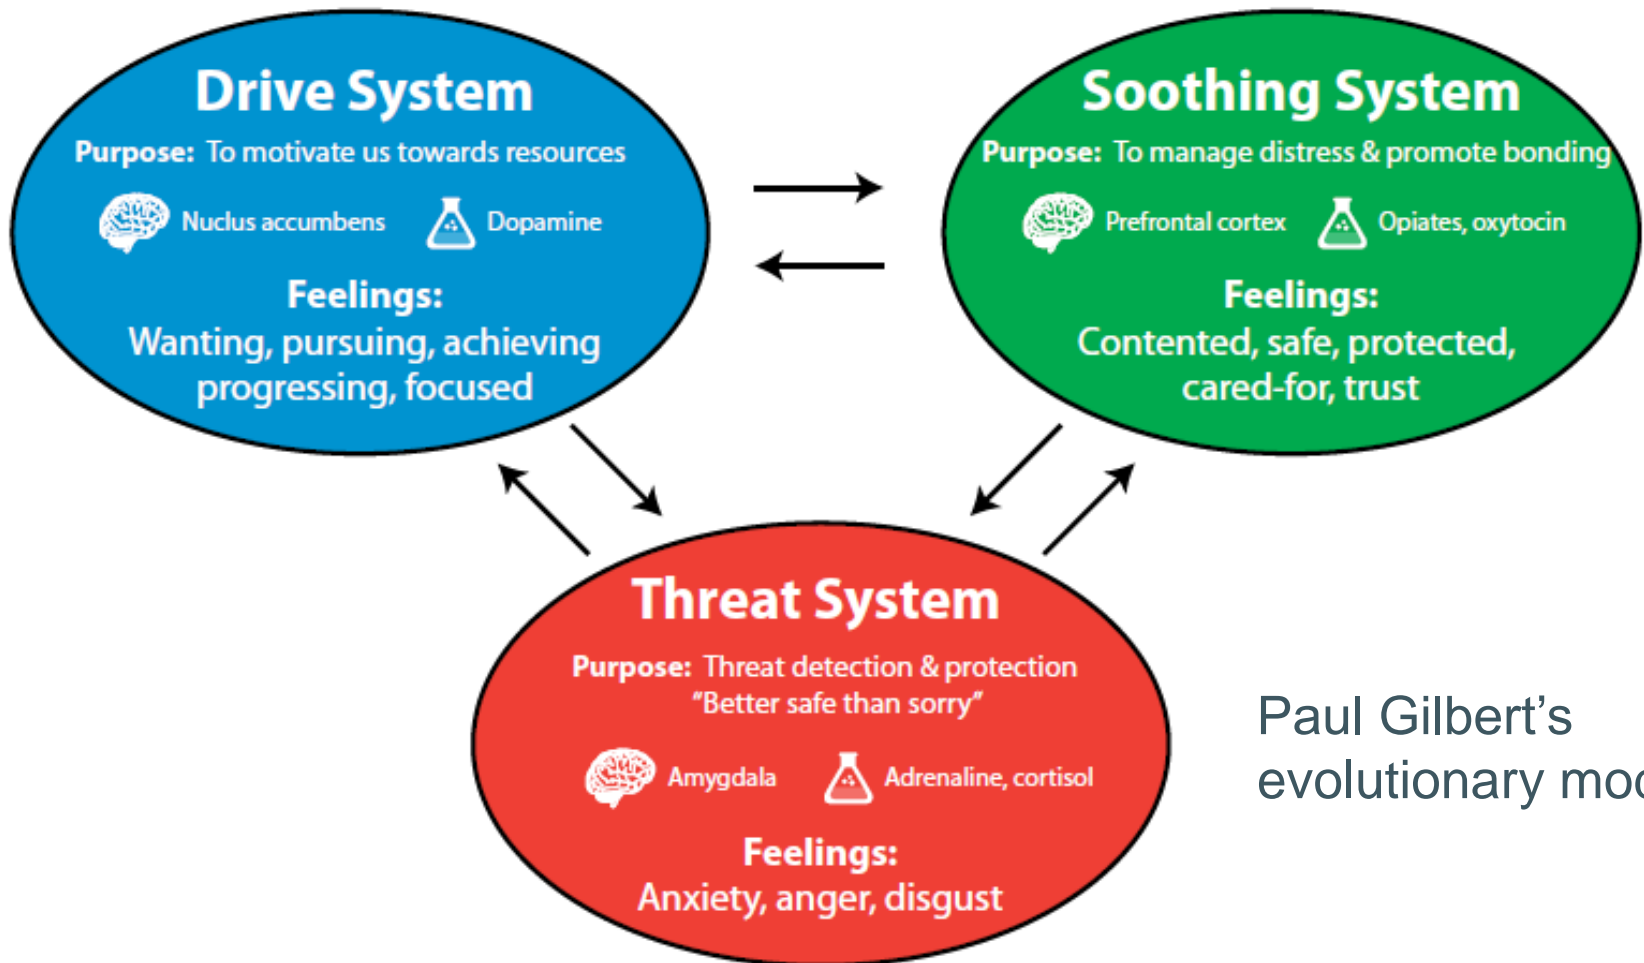 Drive System
Purpose: To motivate us towards resources
Nuclus accumbens
Dopamine
Feelings:
Wanting, pursuing, achieving
progressing, focused
Soothing System
Purpose: To manage distress & promote bonding
Prefrontal cortex
Opiates, oxytocin
Feelings:
Contented, safe, protected,
cared-for, trust
Threat System
Purpose: Threat detection & protection
"Better safe than sorry"
Amygdala
Adrenaline, cortisol
Feelings:
Anxiety, anger, disgust
Paul Gilbert’s
evolutionary